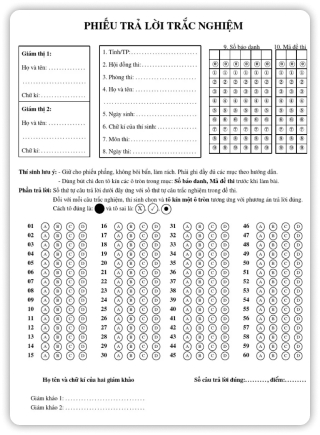 PHIẾU TRẢ LỜI TRẮC NGHIỆM
Giám thị 1:
Họ và tên: . . . . . . . . . . . .
Chữ kí: . . . . . . . . . . . .
Giám thị 2:
Họ và tên: . . . . . . . . . . . .
Chữ kí: . . . . . . . . . . . .
1. Tỉnh/TP: . . . . . . . . . . . .
2. Hội đồng thi: . . . . . . . . . . . .
3. Phòng thi: . . . . . . . . . . . .
4. Họ và tên: . . . . . . . . . . . .
5. Ngày sinh: . . . . . . . . . . . .
6. Chữ kí của thí sinh: . . . . . . . . . . . .
7. Môn thi: . . . . . . . . . . . .
8. Ngày thi: . . . . . . . . . . . .
9. Số báo danh 10. Mã đề thi
⓪ ⓪ ⓪ ⓪ ⓪ ⓪ ⓪ ⓪ ⓪
① ① ① ① ① ① ① ① ①
② ② ② ② ② ② ② ② ②
③ ③ ③ ③ ③ ③ ③ ③ ③
④ ④ ④ ④ ④ ④ ④ ④ ④
⑤ ⑤ ⑤ ⑤ ⑤ ⑤ ⑤ ⑤ ⑤
⑥ ⑥ ⑥ ⑥ ⑥ ⑥ ⑥ ⑥ ⑥
⑦ ⑦ ⑦ ⑦ ⑦ ⑦ ⑦ ⑦ ⑦
⑧ ⑧ ⑧ ⑧ ⑧ ⑧ ⑧ ⑧ ⑧
⑨ ⑨ ⑨ ⑨ ⑨ ⑨ ⑨ ⑨ ⑨
Thí sinh lưu ý: - Giữ cho phiếu phẳng, không bôi bẩn, làm rách. Phải ghi đầy đủ các mục theo hướng dẫn.
- Dùng bút chì đen tô kín các ô tròn trong mục: Số báo danh, Mã đề thi trước khi làm bài.
Phần trả lời: Số thứ tự câu trả lời dưới đây ứng với số thứ tự câu trắc nghiệm trong đề thi.
Đối với mỗi câu trắc nghiệm, thí sinh chọn và tô kín một ô tròn tương ứng với phương án trả lời đúng.
Cách tô đúng là: và tô sai là: X ✓
01 A B C D 16 A B C D 31 A B C D 46 A B C D
02 A B C D 17 A B C D 32 A B C D 47 A B C D
03 A B C D 18 A B C D 33 A B C D 48 A B C D
04 A B C D 19 A B C D 34 A B C D 49 A B C D
05 A B C D 20 A B C D 35 A B C D 50 A B C D
06 A B C D 21 A B C D 36 A B C D 51 A B C D
07 A B C D 22 A B C D 37 A B C D 52 A B C D
08 A B C D 23 A B C D 38 A B C D 53 A B C D
09 A B C D 24 A B C D 39 A B C D 54 A B C D
10 A B C D 25 A B C D 40 A B C D 55 A B C D
11 A B C D 26 A B C D 41 A B C D 56 A B C D
12 A B C D 27 A B C D 42 A B C D 57 A B C D
13 A B C D 28 A B C D 43 A B C D 58 A B C D
14 A B C D 29 A B C D 44 A B C D 59 A B C D
15 A B C D 30 A B C D 45 A B C D 60 A B C D
Họ tên và chữ kí của hai giám khảo Số câu trả lời đúng:. . . . . . . . ., điểm:. . . . . . . . .
Giám khảo 1: . . . . . . . . . . . . . . . . . . . . . . . .
Giám khảo 2: . . . . . . . . . . . . . . . . . . . . . . . .